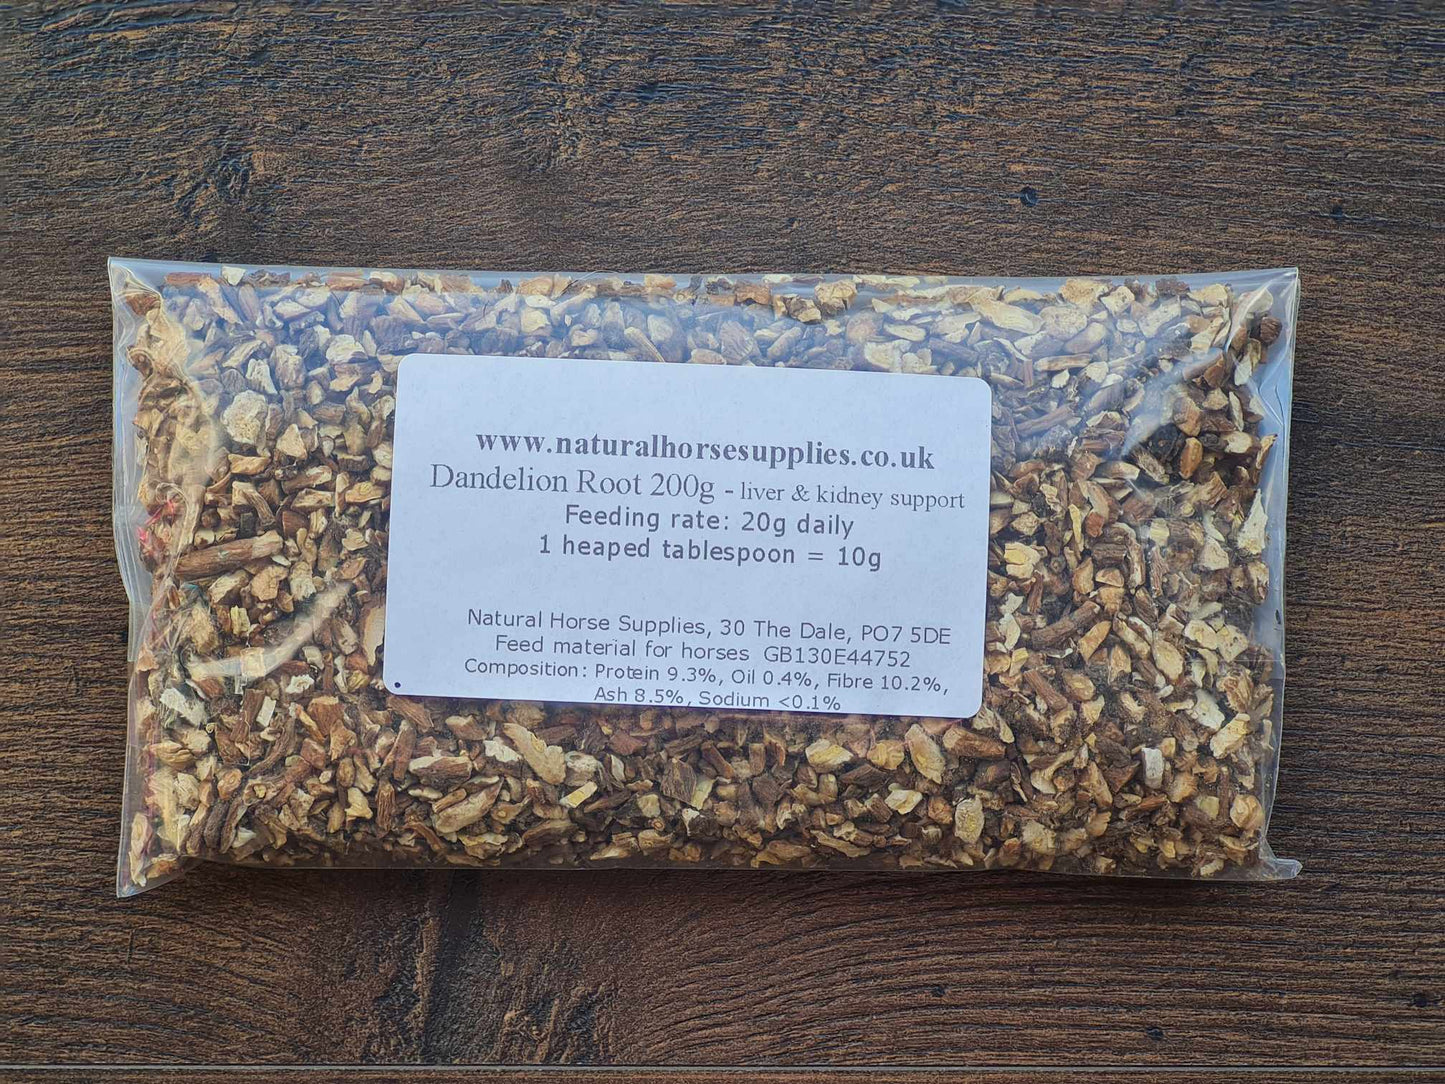 www.naturalhorsesupplies.co.uk
Dandelion Root 200g - liver & kidney support
Feeding rate: 20g daily
1 heaped tablespoon = 10g
Natural Horse Supplies, 30 The Dale, PO7 5DE
Feed material for horses GB130E44752
Composition: Protein 9.3%, Oil 0.4%, Fibre 10.2%,
Ash 8.5%, Sodium <0.1%